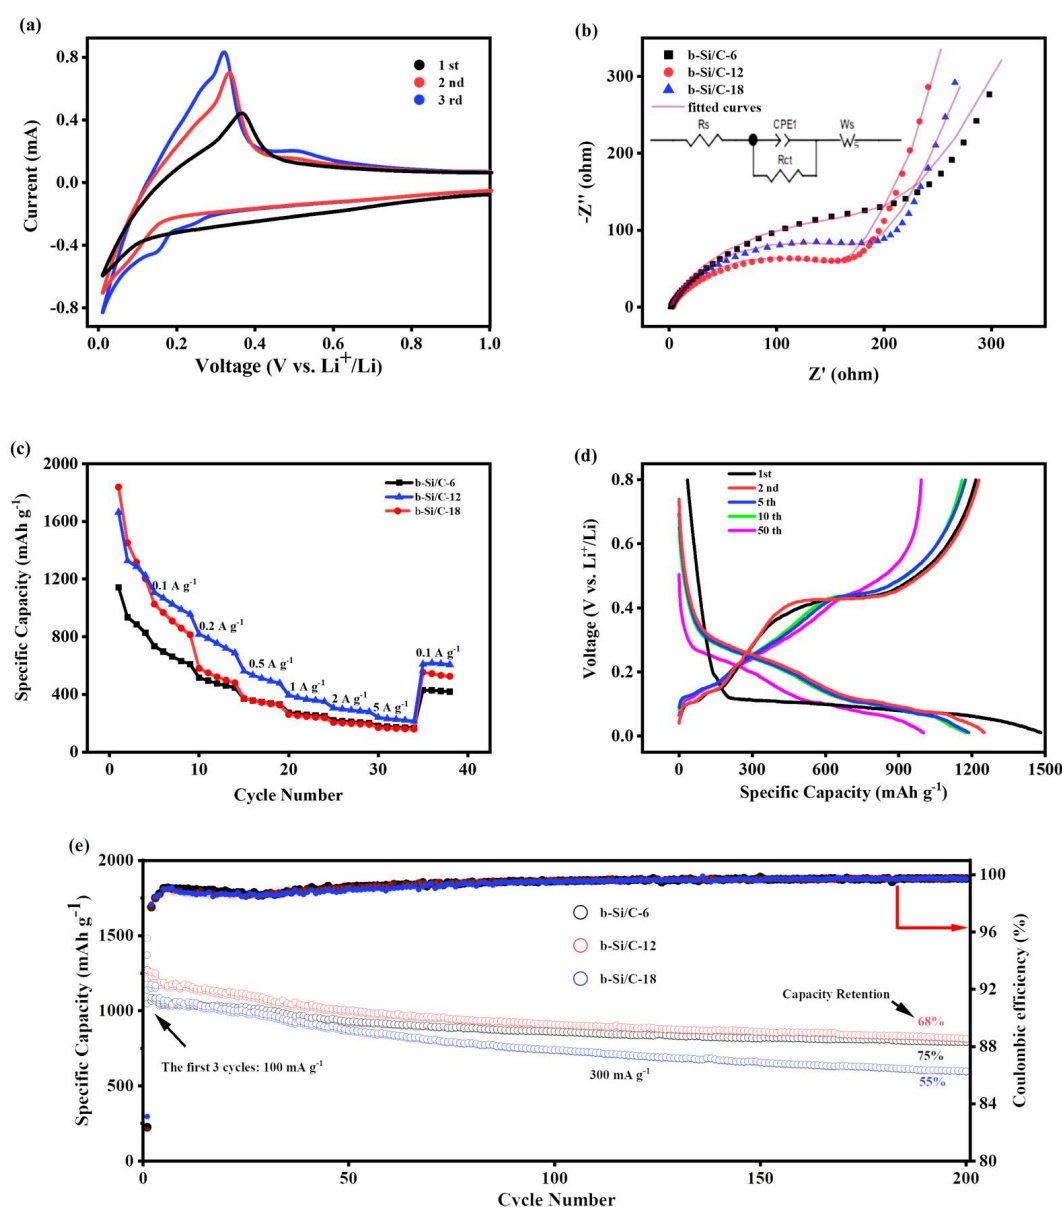 (a)
0.8
0.4
0.0
-0.4
-0.8
Current (mA)
1 st
2 nd
3 rd
0.0 0.2 0.4 0.6 0.8 1.0
Voltage (V vs. Li⁺/Li)
(b)
300
200
100
0
-Z'' (ohm)
b-Si/C-6
b-Si/C-12
b-Si/C-18
fitted curves
Rs CPE1 Ws
Rct
0 100 200 300
Z' (ohm)
(c)
2000
1600
1200
800
400
0
Specific Capacity (mAh g⁻¹)
b-Si/C-6
b-Si/C-12
b-Si/C-18
0.1 A g⁻¹
0.2 A g⁻¹
0.5 A g⁻¹
1 A g⁻¹
2 A g⁻¹
5 A g⁻¹
0.1 A g⁻¹
0 10 20 30 40
Cycle Number
(d)
0.8
0.6
0.4
0.2
0.0
Voltage (V vs. Li⁺/Li)
1st
2 nd
5 th
10 th
50 th
0 300 600 900 1200 1500
Specific Capacity (mAh g⁻¹)
(e)
2000
1750
1500
1250
1000
750
500
250
0
Specific Capacity (mAh g⁻¹)
b-Si/C-6
b-Si/C-12
b-Si/C-18
Capacity Retention
68%
75%
55%
The first 3 cycles: 100 mA g⁻¹
300 mA g⁻¹
100
96
92
88
84
80
Coulombic efficiency (%)
0 50 100 150 200
Cycle Number